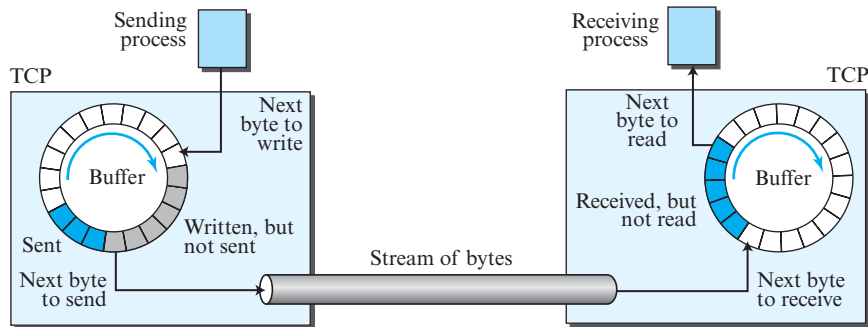 Sending
process
Receiving
process
TCP
TCP
Next
byte to
write
Next
byte to
read
Buffer
Buffer
Received, but
not read
Written, but
not sent
Sent
Stream of bytes
Next byte
to send
Next byte
to receive